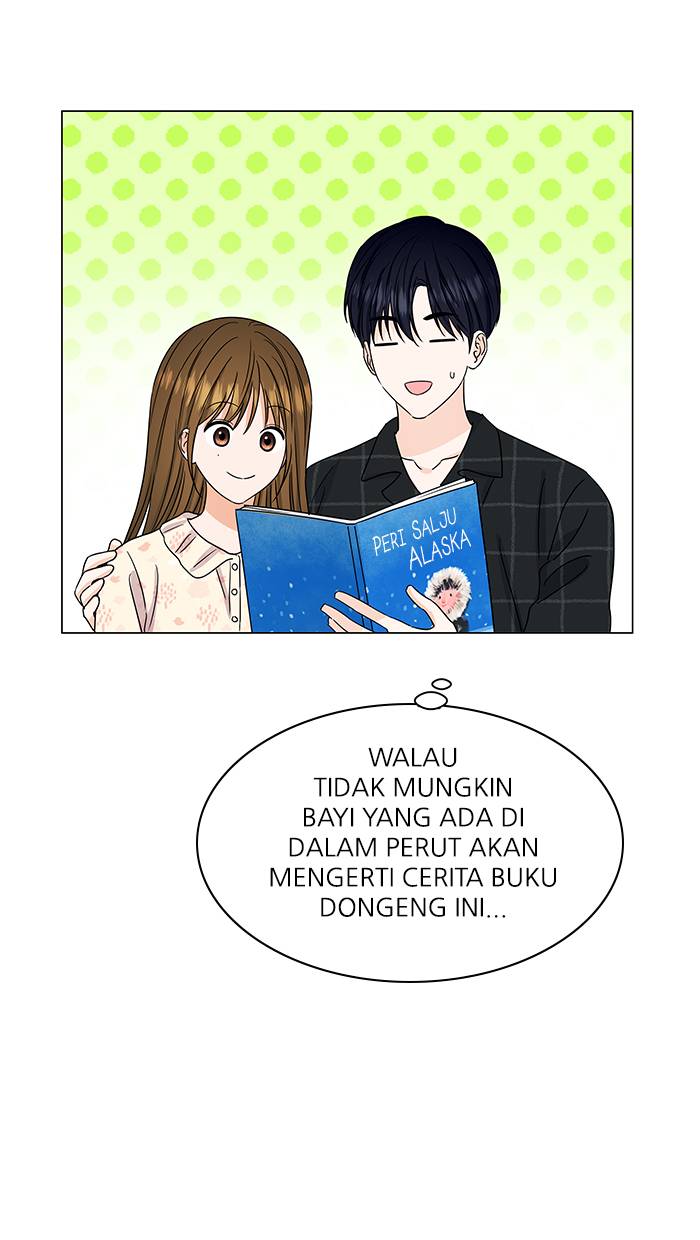 PERI SALJU
ALASKA
WALAU
TIDAK MUNGKIN
BAYI YANG ADA DI
DALAM PERUT AKAN
MENGERTI CERITA BUKU
DONGENG INI...